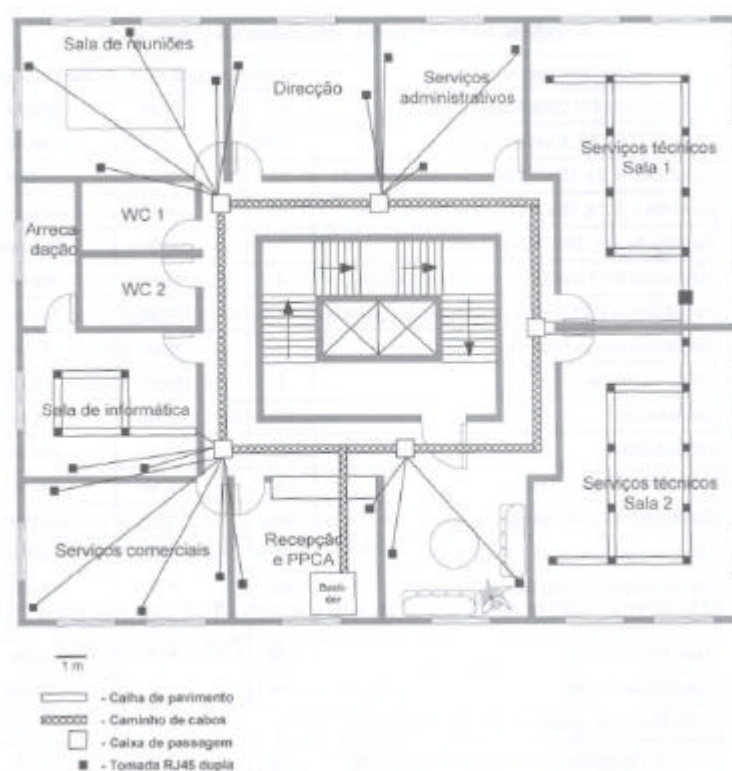 Sala de reuniões
Direcção
Serviços
administrativos
Serviços técnicos
Sala 1
WC 1
Arreca
dação
WC 2
Sala de informática
Serviços técnicos
Sala 2
Serviços comerciais
Recepção
e PPCA
Basti-
dor
1 m
- Calha de pavimento
- Caminho de cabos
- Caixa de passagem
- Tomada RJ45 dupla